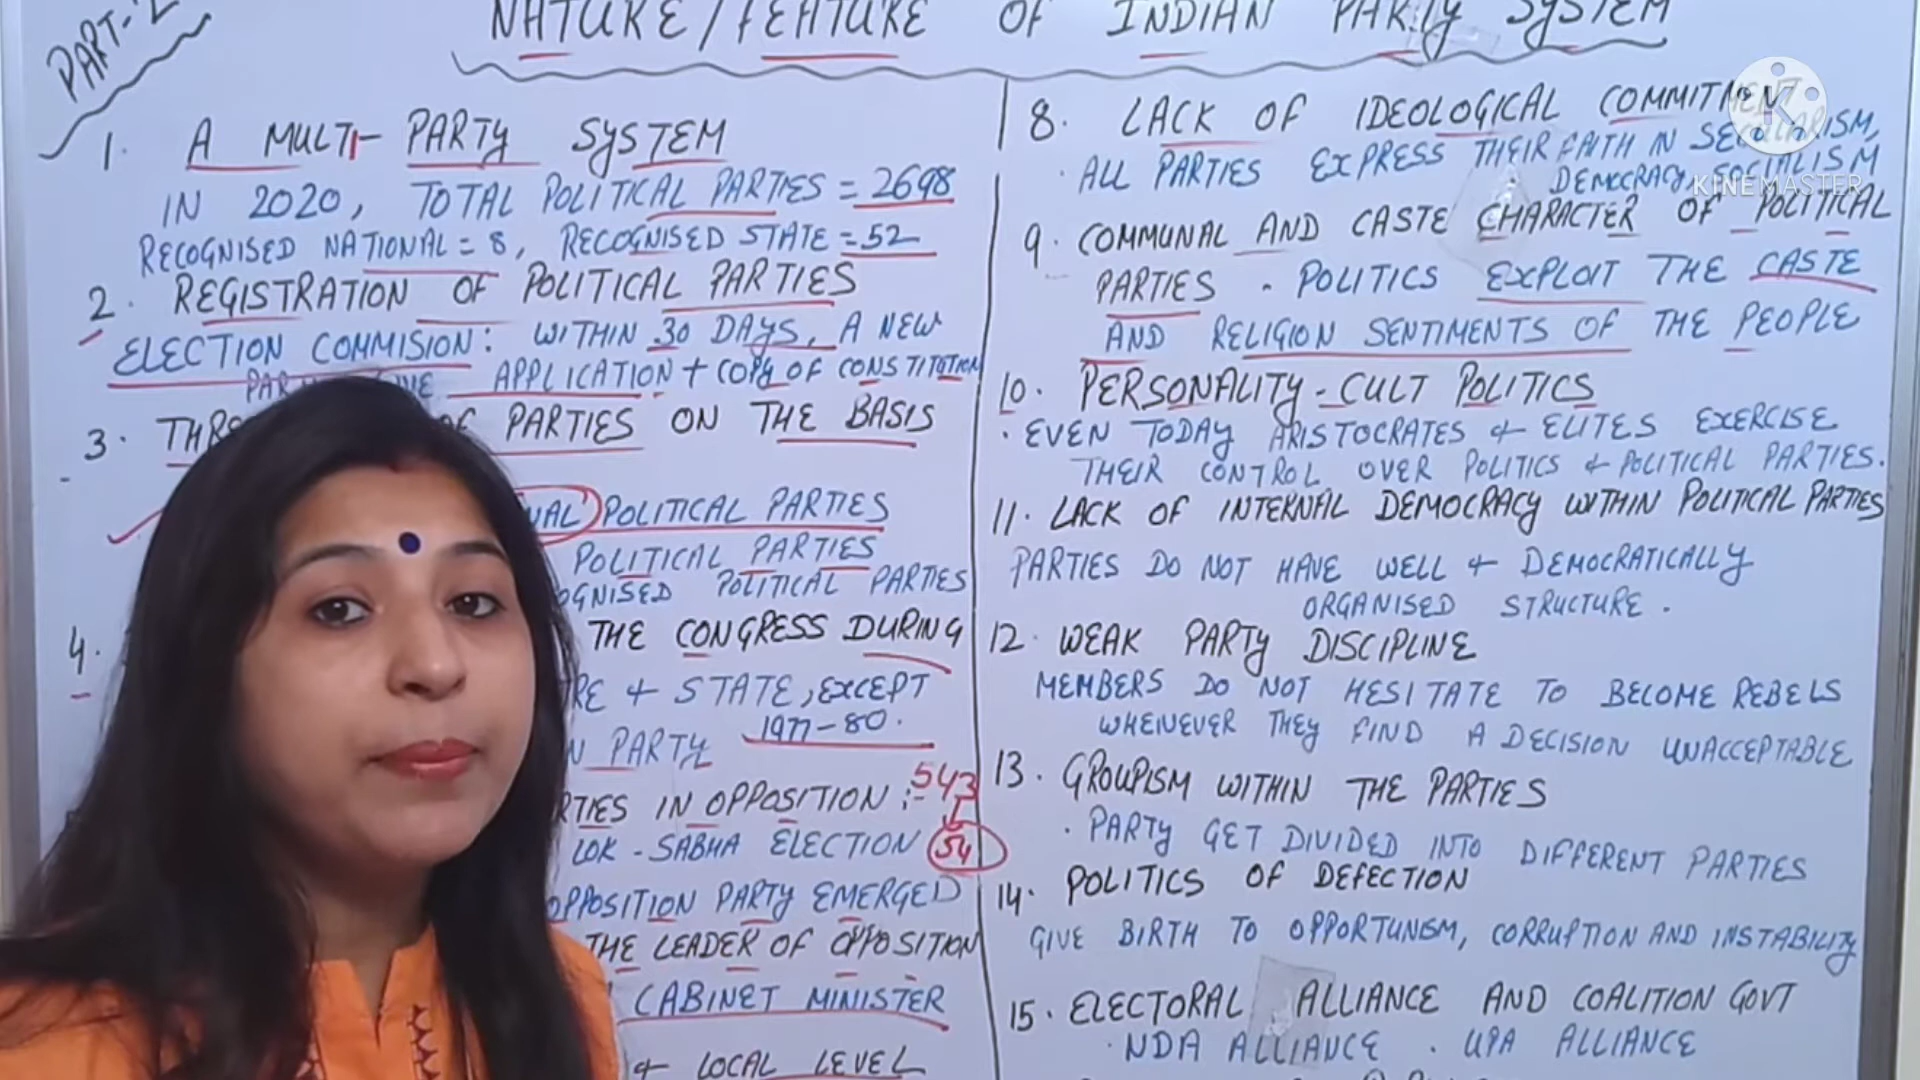 PART-2
NATURE/FEATURE OF INDIAN PARTY SYSTEM
1. A MULTI-PARTY SYSTEM
IN 2020, TOTAL POLITICAL PARTIES = 2698
RECOGNISED NATIONAL = 8, RECOGNISED STATE = 52
2. REGISTRATION OF POLITICAL PARTIES
ELECTION COMMISION: WITHIN 30 DAYS, A NEW
APPLICATION + COPY OF CONSTITUTION
3. OF PARTIES ON THE BASIS
POLITICAL PARTIES
POLITICAL PARTIES
POLITICAL PARTIES
4. THE CONGRESS DURING
& STATE, EXCEPT
1977-80.
PARTY
IN OPPOSITION :-
543
LOK-SABHA ELECTION
54
OPPOSITION PARTY EMERGED
THE LEADER OF OPPOSITION
CABINET MINISTER
& LOCAL LEVEL
8. LACK OF IDEOLOGICAL COMMITMENT
ALL PARTIES EXPRESS THEIR FAITH IN SECULARISM,
DEMOCRACY, SOCIALISM
9. COMMUNAL AND CASTE CHARACTER OF POLITICAL
PARTIES - POLITICS EXPLOIT THE CASTE
AND RELIGION SENTIMENTS OF THE PEOPLE
10. PERSONALITY-CULT POLITICS
• EVEN TODAY ARISTOCRATES & ELITES EXERCISE
THEIR CONTROL OVER POLITICS & POLITICAL PARTIES.
11. LACK OF INTERNAL DEMOCRACY WITHIN POLITICAL PARTIES
PARTIES DO NOT HAVE WELL & DEMOCRATICALLY
ORGANISED STRUCTURE.
12. WEAK PARTY DISCIPLINE
MEMBERS DO NOT HESITATE TO BECOME REBELS
WHENEVER THEY FIND A DECISION UNACCEPTABLE
13. GROUPISM WITHIN THE PARTIES
• PARTY GET DIVIDED INTO DIFFERENT PARTIES
14. POLITICS OF DEFECTION
GIVE BIRTH TO OPPORTUNISM, CORRUPTION AND INSTABILITY
15. ELECTORAL ALLIANCE AND COALITION GOVT
• NDA ALLIANCE • UPA ALLIANCE
K
KINEMASTER